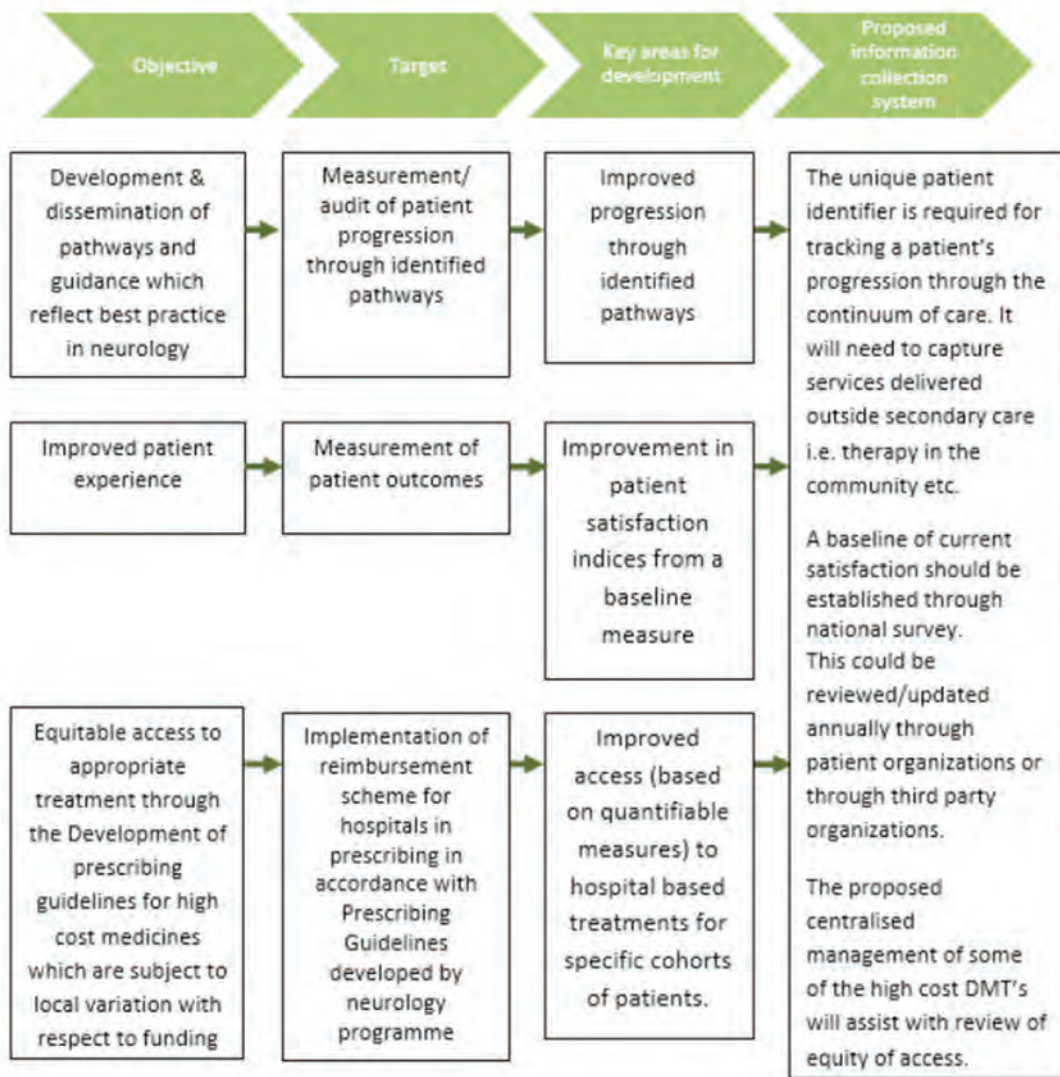 Objective
Target
Key areas for
development
Proposed
information
collection
system
Development &
dissemination of
pathways and
guidance which
reflect best practice
in neurology
Measurement/
audit of patient
progression
through identified
pathways
Improved
progression
through
identified
pathways
The unique patient
identifier is required for
tracking a patient's
progression through the
continuum of care. It
will need to capture
services delivered
outside secondary care
i.e. therapy in the
community etc.
A baseline of current
satisfaction should be
established through
national survey.
This could be
reviewed/updated
annually through
patient organizations or
through third party
organizations.
The proposed
centralised
management of some
of the high cost DMT's
will assist with review of
equity of access.
Improved patient
experience
Measurement of
patient outcomes
Improvement in
patient
satisfaction
indices from a
baseline
measure
Equitable access to
appropriate
treatment through
the Development of
prescribing
guidelines for high
cost medicines
which are subject to
local variation with
respect to funding
Implementation of
reimbursement
scheme for
hospitals in
prescribing in
accordance with
Prescribing
Guidelines
developed by
neurology
programme
Improved
access (based
on quantifiable
measures) to
hospital based
treatments for
specific cohorts
of patients.